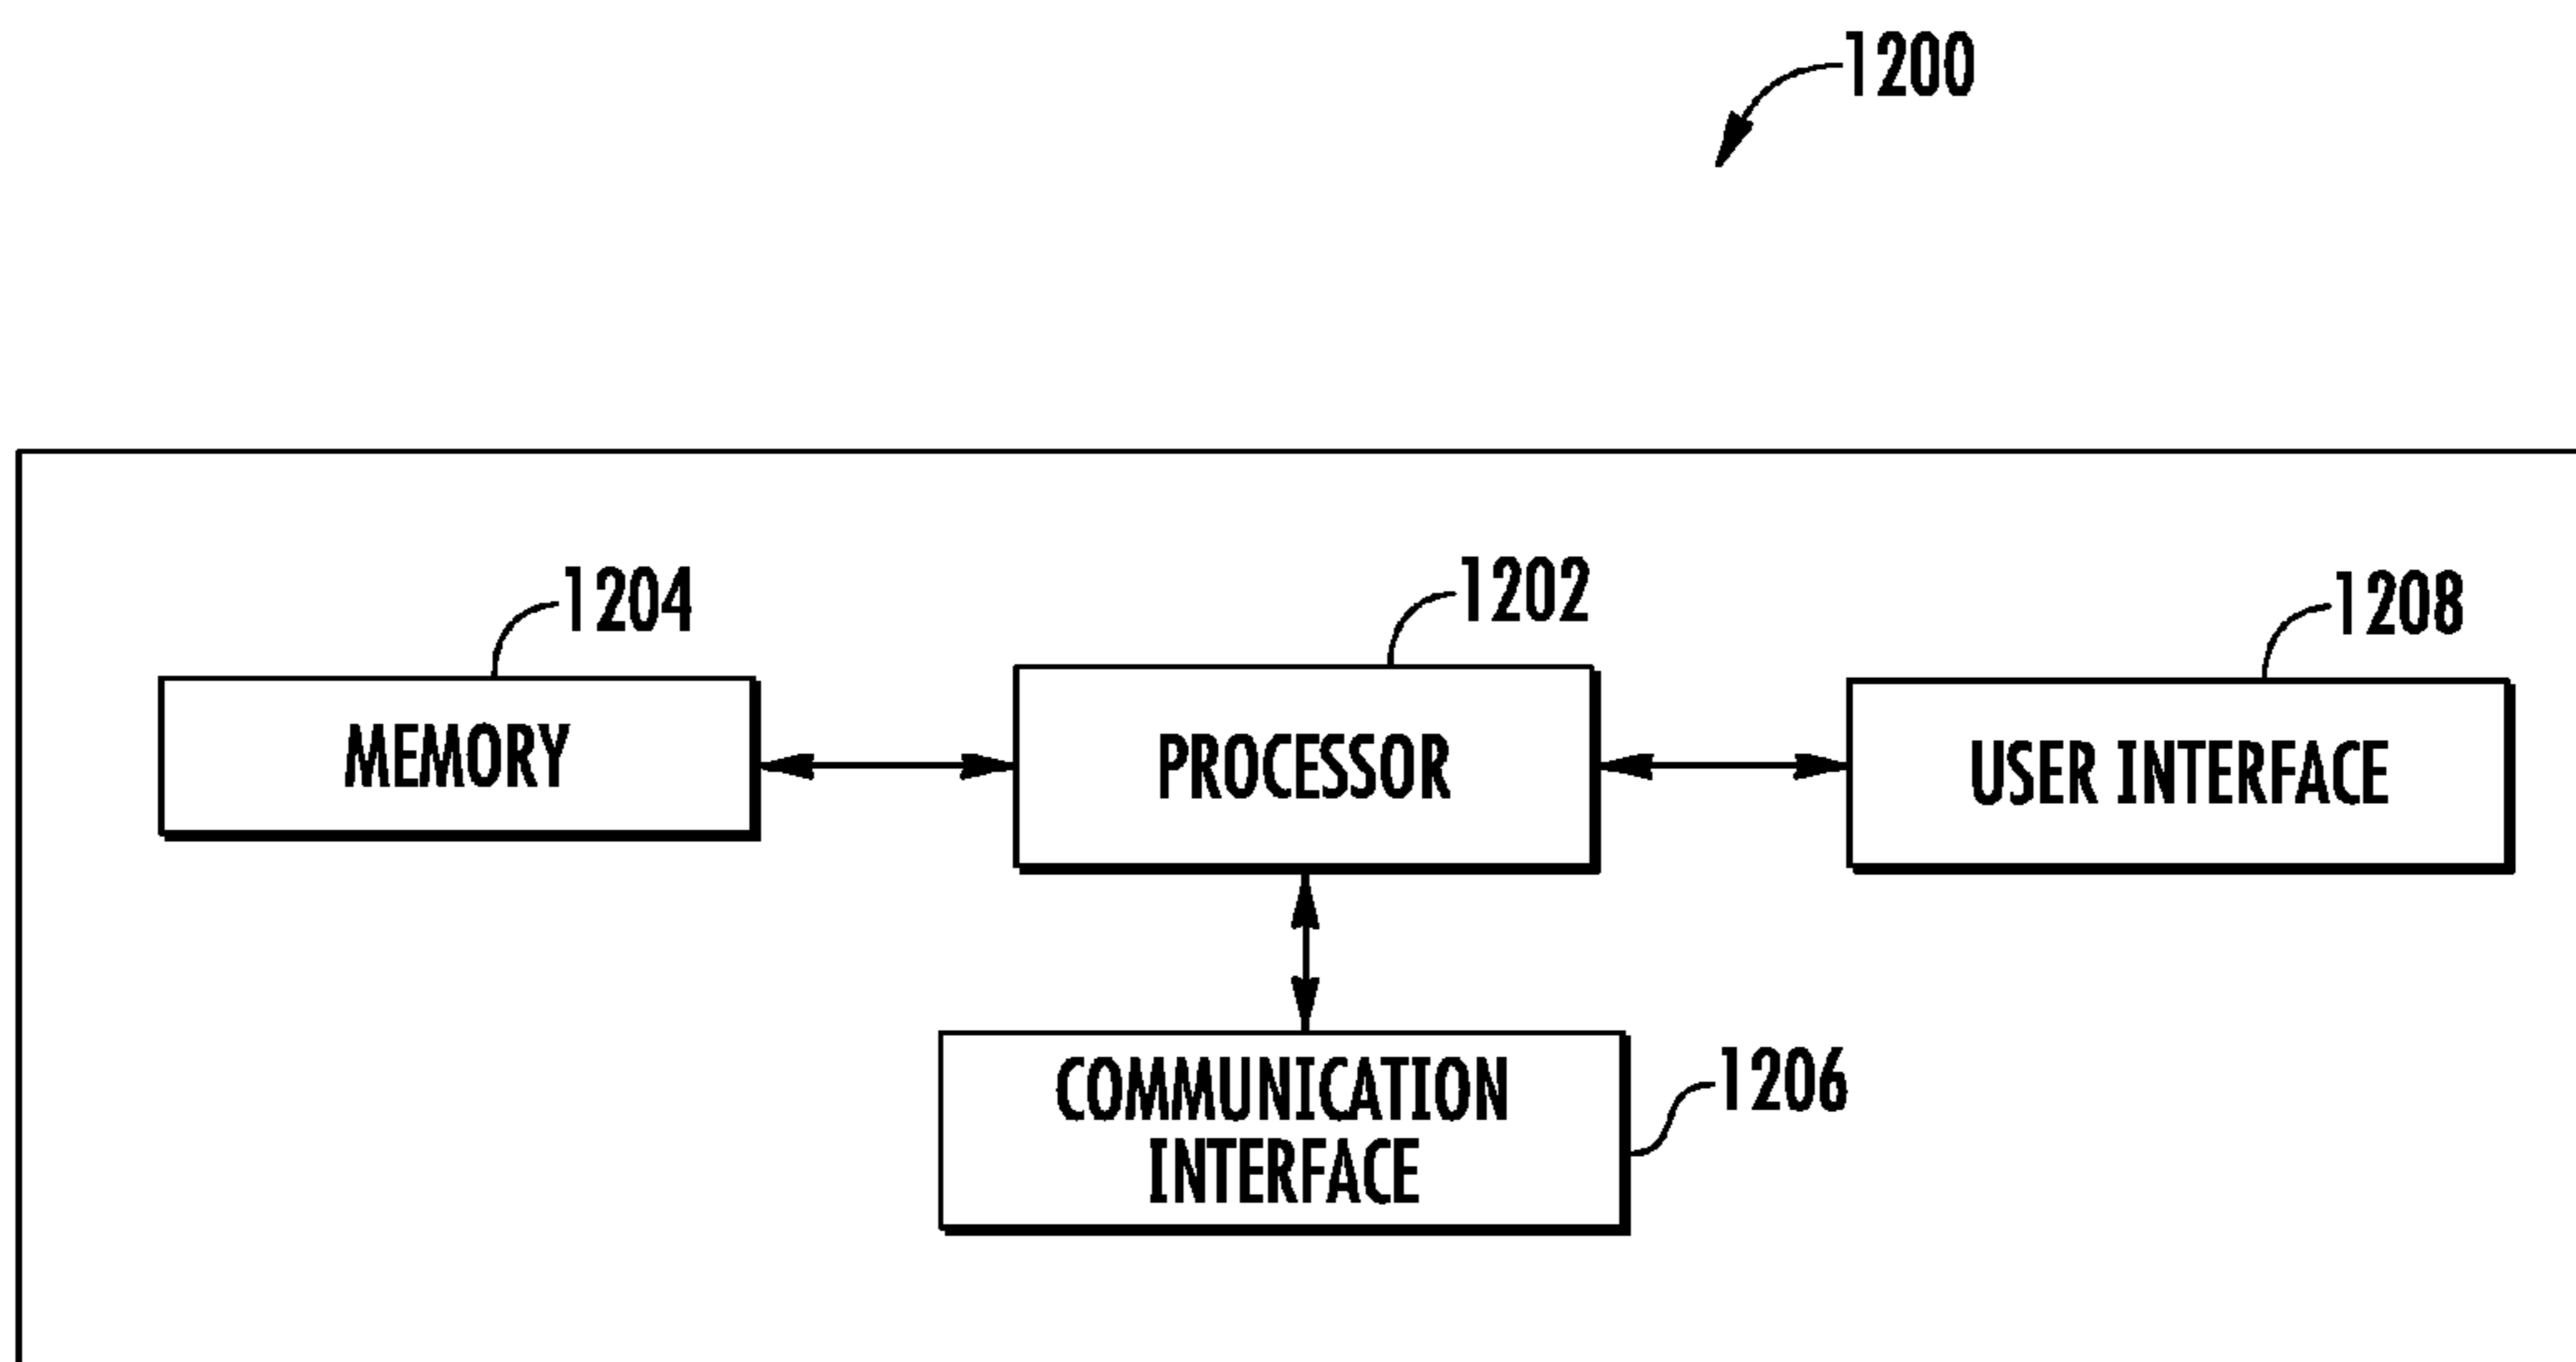 1200
1204
1202
1208
MEMORY
PROCESSOR
USER INTERFACE
COMMUNICATION
INTERFACE
1206